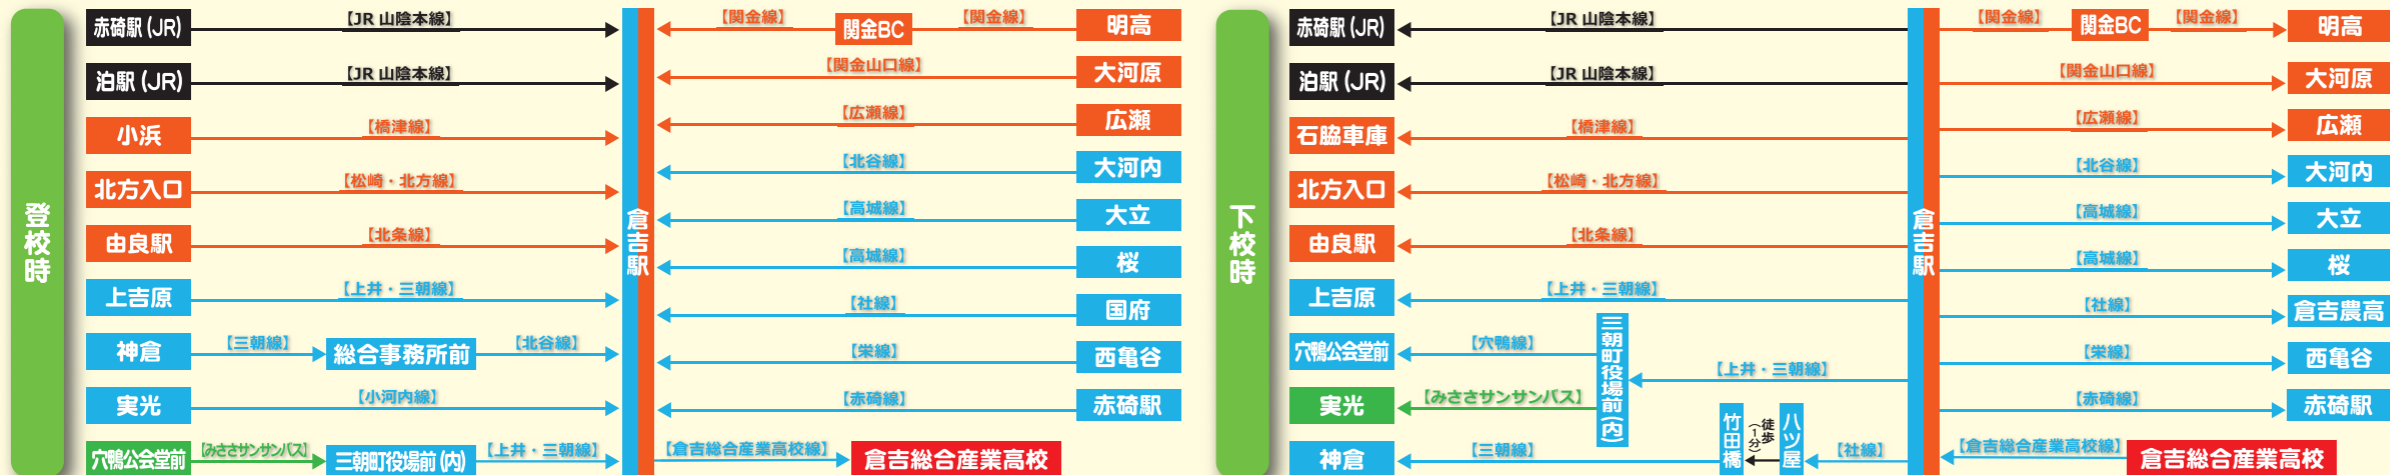 登校時
赤碕駅(JR)
【JR 山陰本線】
泊駅(JR)
【JR 山陰本線】
小浜
【橋津線】
北方入口
【松崎・北方線】
由良駅
【北条線】
上吉原
【上井・三朝線】
神倉
【三朝線】
総合事務所前
【北谷線】
実光
【小河内線】
穴鴨公会堂前
【みささサンサンバス】
三朝町役場前(内)
【上井・三朝線】
倉吉駅
【関金線】
関金BC
【関金線】
明高
【関金山口線】
大河原
【広瀬線】
広瀬
【北谷線】
大河内
【高城線】
大立
【高城線】
桜
【社線】
国府
【栄線】
西亀谷
【赤碕線】
赤碕駅
【倉吉総合産業高校線】
倉吉総合産業高校
下校時
赤碕駅(JR)
【JR 山陰本線】
泊駅(JR)
【JR 山陰本線】
石脇車庫
【橋津線】
北方入口
【松崎・北方線】
由良駅
【北条線】
上吉原
【上井・三朝線】
穴鴨公会堂前
【穴鴨線】
三朝町役場前(内)
【上井・三朝線】
実光
【みささサンサンバス】
神倉
【三朝線】
竹田橋
徒歩
(1分)
八ツ屋
【社線】
倉吉駅
【関金線】
関金BC
【関金線】
明高
【関金山口線】
大河原
【広瀬線】
広瀬
【北谷線】
大河内
【高城線】
大立
【高城線】
桜
【社線】
倉吉農高
【栄線】
西亀谷
【赤碕線】
赤碕駅
【倉吉総合産業高校線】
倉吉総合産業高校